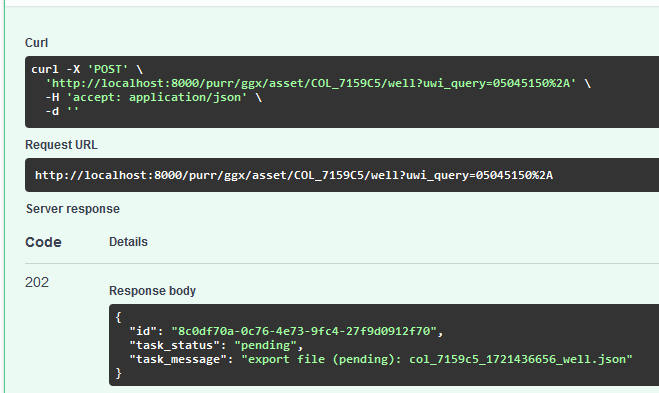 Curl
curl -X 'POST' \
'http://localhost:8000/purr/ggx/asset/COL_7159C5/well?uwi_query=05045150%2A' \
-H 'accept: application/json' \
-d ''
Request URL
http://localhost:8000/purr/ggx/asset/COL_7159C5/well?uwi_query=05045150%2A
Server response
Code Details
202
Response body
{
"id": "8c0df70a-0c76-4e73-9fc4-27f9d0912f70",
"task_status": "pending",
"task_message": "export file (pending): col_7159c5_1721436656_well.json"
}